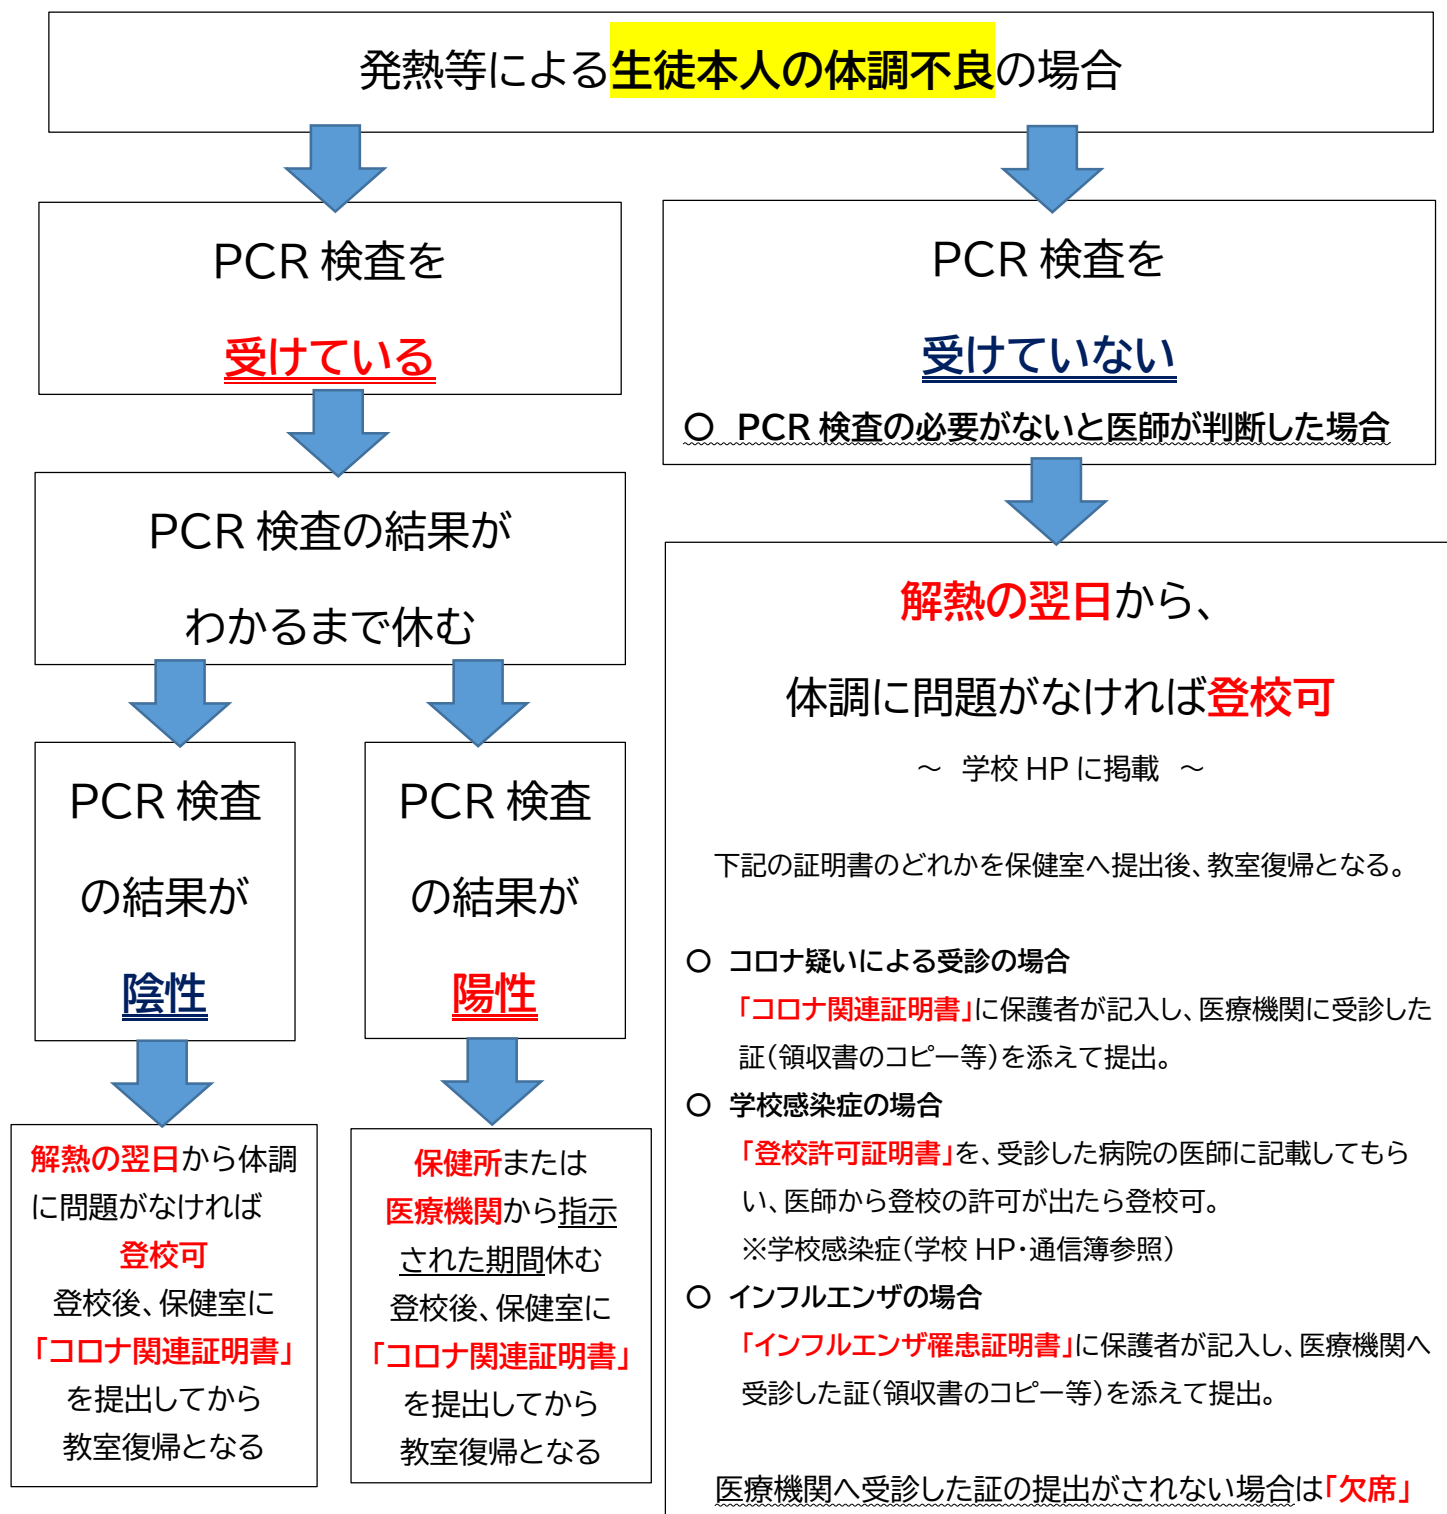 発熱等による生徒本人の体調不良の場合
PCR 検査を
受けている
PCR 検査を
受けていない
○ PCR 検査の必要がないと医師が判断した場合
PCR 検査の結果が
わかるまで休む
PCR 検査
の結果が
陰性
PCR 検査
の結果が
陽性
解熱の翌日から体調
に問題がなければ
登校可
登校後、保健室に
「コロナ関連証明書」
を提出してから
教室復帰となる
保健所または
医療機関から指示
された期間休む
登校後、保健室に
「コロナ関連証明書」
を提出してから
教室復帰となる
解熱の翌日から、
体調に問題がなければ登校可
～ 学校 HP に掲載 ～
下記の証明書のどれかを保健室へ提出後、教室復帰となる。
○ コロナ疑いによる受診の場合
「コロナ関連証明書」に保護者が記入し、医療機関に受診した
証（領収書のコピー等）を添えて提出。
○ 学校感染症の場合
「登校許可証明書」を、受診した病院の医師に記載してもら
い、医師から登校の許可が出たら登校可。
※学校感染症（学校 HP・通信簿参照）
○ インフルエンザの場合
「インフルエンザ罹患証明書」に保護者が記入し、医療機関へ
受診した証（領収書のコピー等）を添えて提出。
医療機関へ受診した証の提出がされない場合は「欠席」